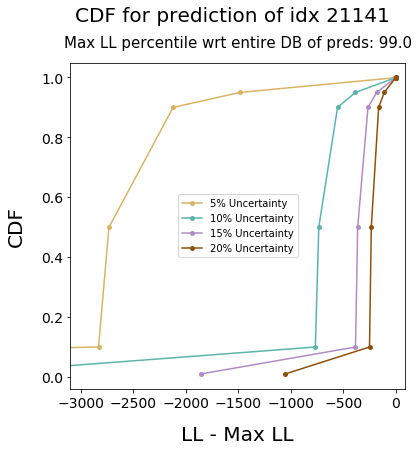 CDF for prediction of idx 21141
Max LL percentile wrt entire DB of preds: 99.0
1.0
0.8
0.6
0.4
0.2
0.0
CDF
5% Uncertainty
10% Uncertainty
15% Uncertainty
20% Uncertainty
−3000 −2500 −2000 −1500 −1000 −500 0
LL - Max LL